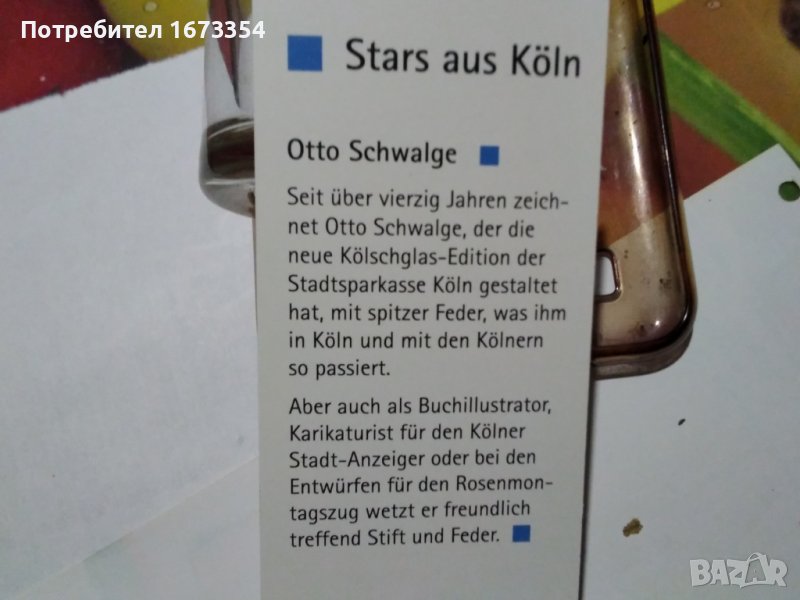 Потребител 1673354
Stars aus Köln
Otto Schwalge
Seit über vierzig Jahren zeich-
net Otto Schwalge, der die
neue Kölschglas-Edition der
Stadtsparkasse Köln gestaltet
hat, mit spitzer Feder, was ihm
in Köln und mit den Kölnern
so passiert.
Aber auch als Buchillustrator,
Karikaturist für den Kölner
Stadt-Anzeiger oder bei den
Entwürfen für den Rosenmon-
tagszug wetzt er freundlich
treffend Stift und Feder.
BAZAR